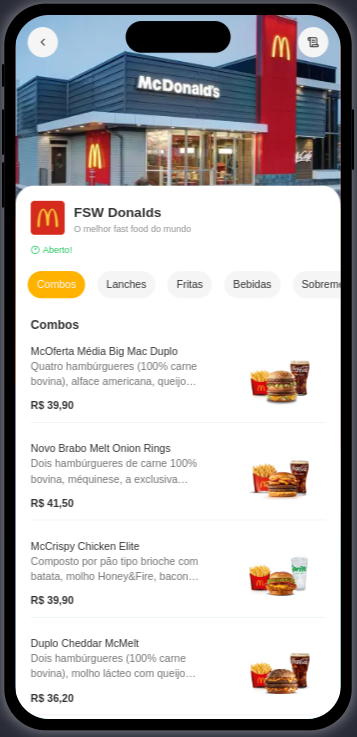 McDonald's
McCafé
FSW Donalds
O melhor fast food do mundo
Aberto!
Combos
Lanches
Fritas
Bebidas
Sobreme
Combos
McOferta Média Big Mac Duplo
Quatro hambúrgueres (100% carne
bovina), alface americana, queijo...
R$ 39,90
Novo Brabo Melt Onion Rings
Dois hambúrgueres de carne 100%
bovina, méquinese, a exclusiva...
R$ 41,50
McCrispy Chicken Elite
Composto por pão tipo brioche com
batata, molho Honey&Fire, bacon...
R$ 39,90
Duplo Cheddar McMelt
Dois hambúrgueres (100% carne
bovina), molho lácteo com queijo...
R$ 36,20